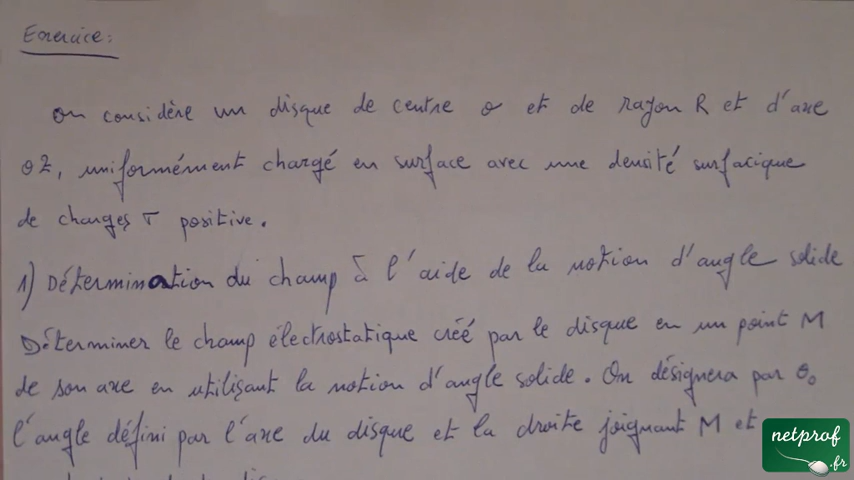 Exercice:
on considère un disque de centre O et de rayon R et d'axe
OZ, uniformément chargé en surface avec une densité surfacique
de charges σ positive.
1) Détermination du champ à l'aide de la notion d'angle solide
Déterminer le champ électrostatique créé par le disque en un point M
de son axe en utilisant la notion d'angle solide. On désignera par θ₀
l'angle défini par l'axe du disque et la droite joignant M et
netprof
.fr